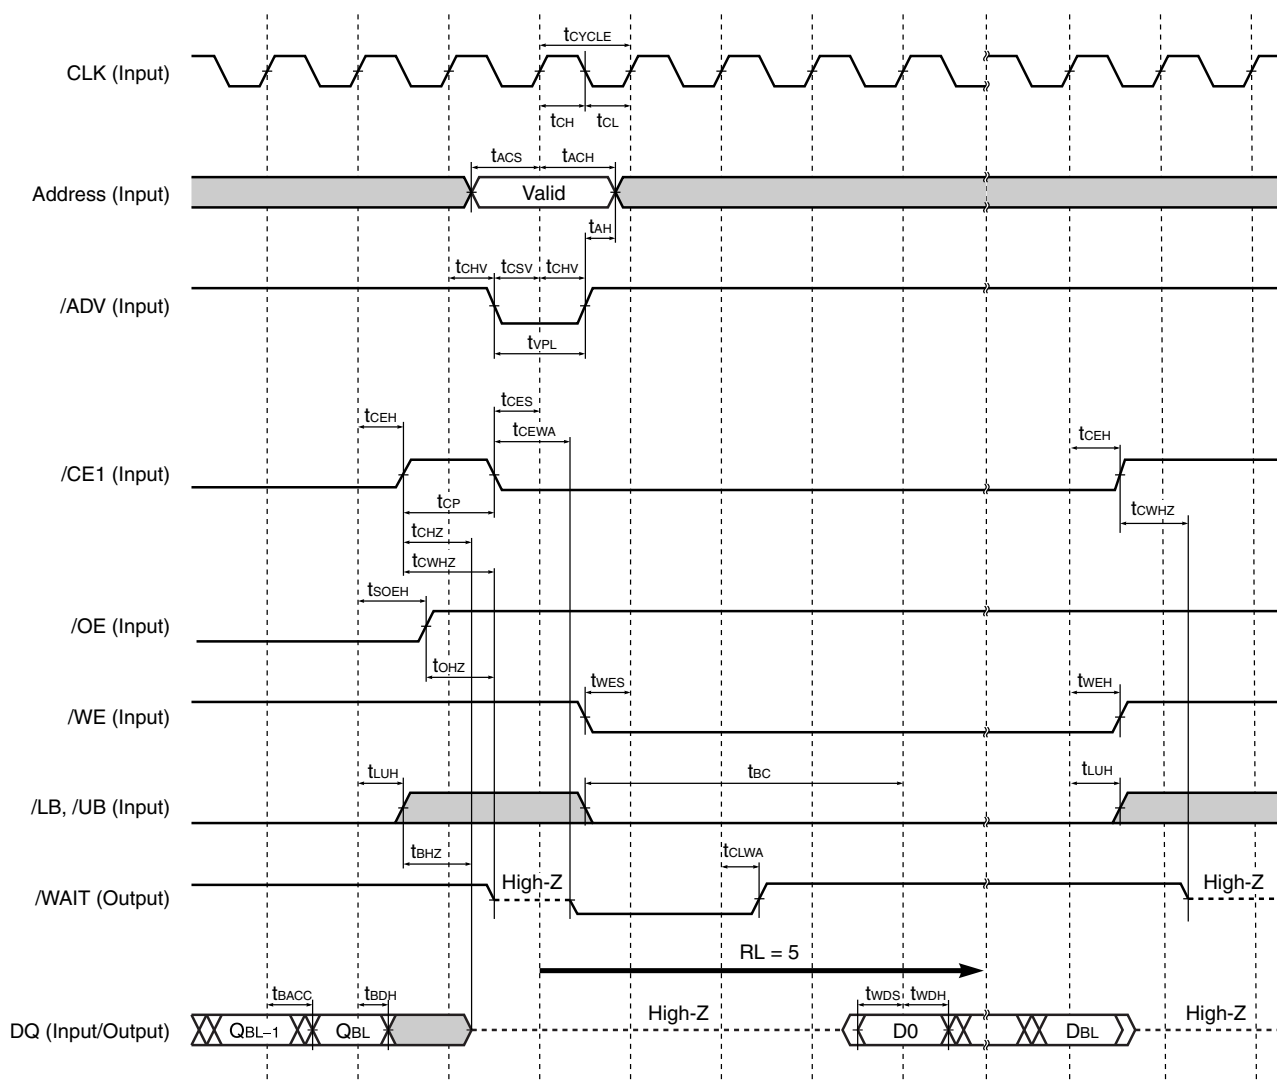 tCYCLE
CLK (Input)
tCH tCL
tACS tACH
Address (Input) Valid
tAH
tCHV tCSV tCHV
/ADV (Input)
tVPL
tCES
tCEH tCEWA tCEH
/CE1 (Input)
tCP tCWHZ
tCHZ
tCWHZ
tSOEH
/OE (Input)
tOHZ
tWES tWEH
/WE (Input)
tLUH tBC tLUH
/LB, /UB (Input)
tBHZ tCLWA
High-Z High-Z
/WAIT (Output)
RL = 5
tBACC tBDH tWDS tWDH
High-Z High-Z
DQ (Input/Output) QBL–1 QBL D0 DBL